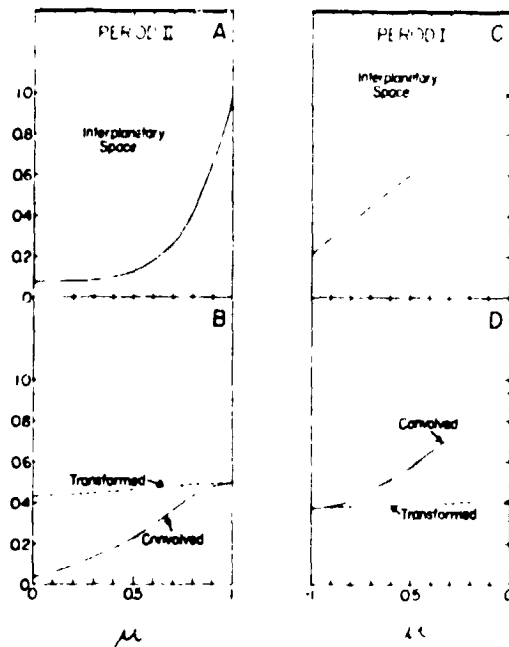 PERIOD II A
1.0
0.8
0.6
0.4
0.2
0
Interplanetary
Space
B
1.0
0.8
0.6
0.4
0.2
0
Transformed
Convolved
0 0.5 1
μ
PERIOD I C
Interplanetary
Space
D
Convolved
Transformed
-1 0.5 0
μ